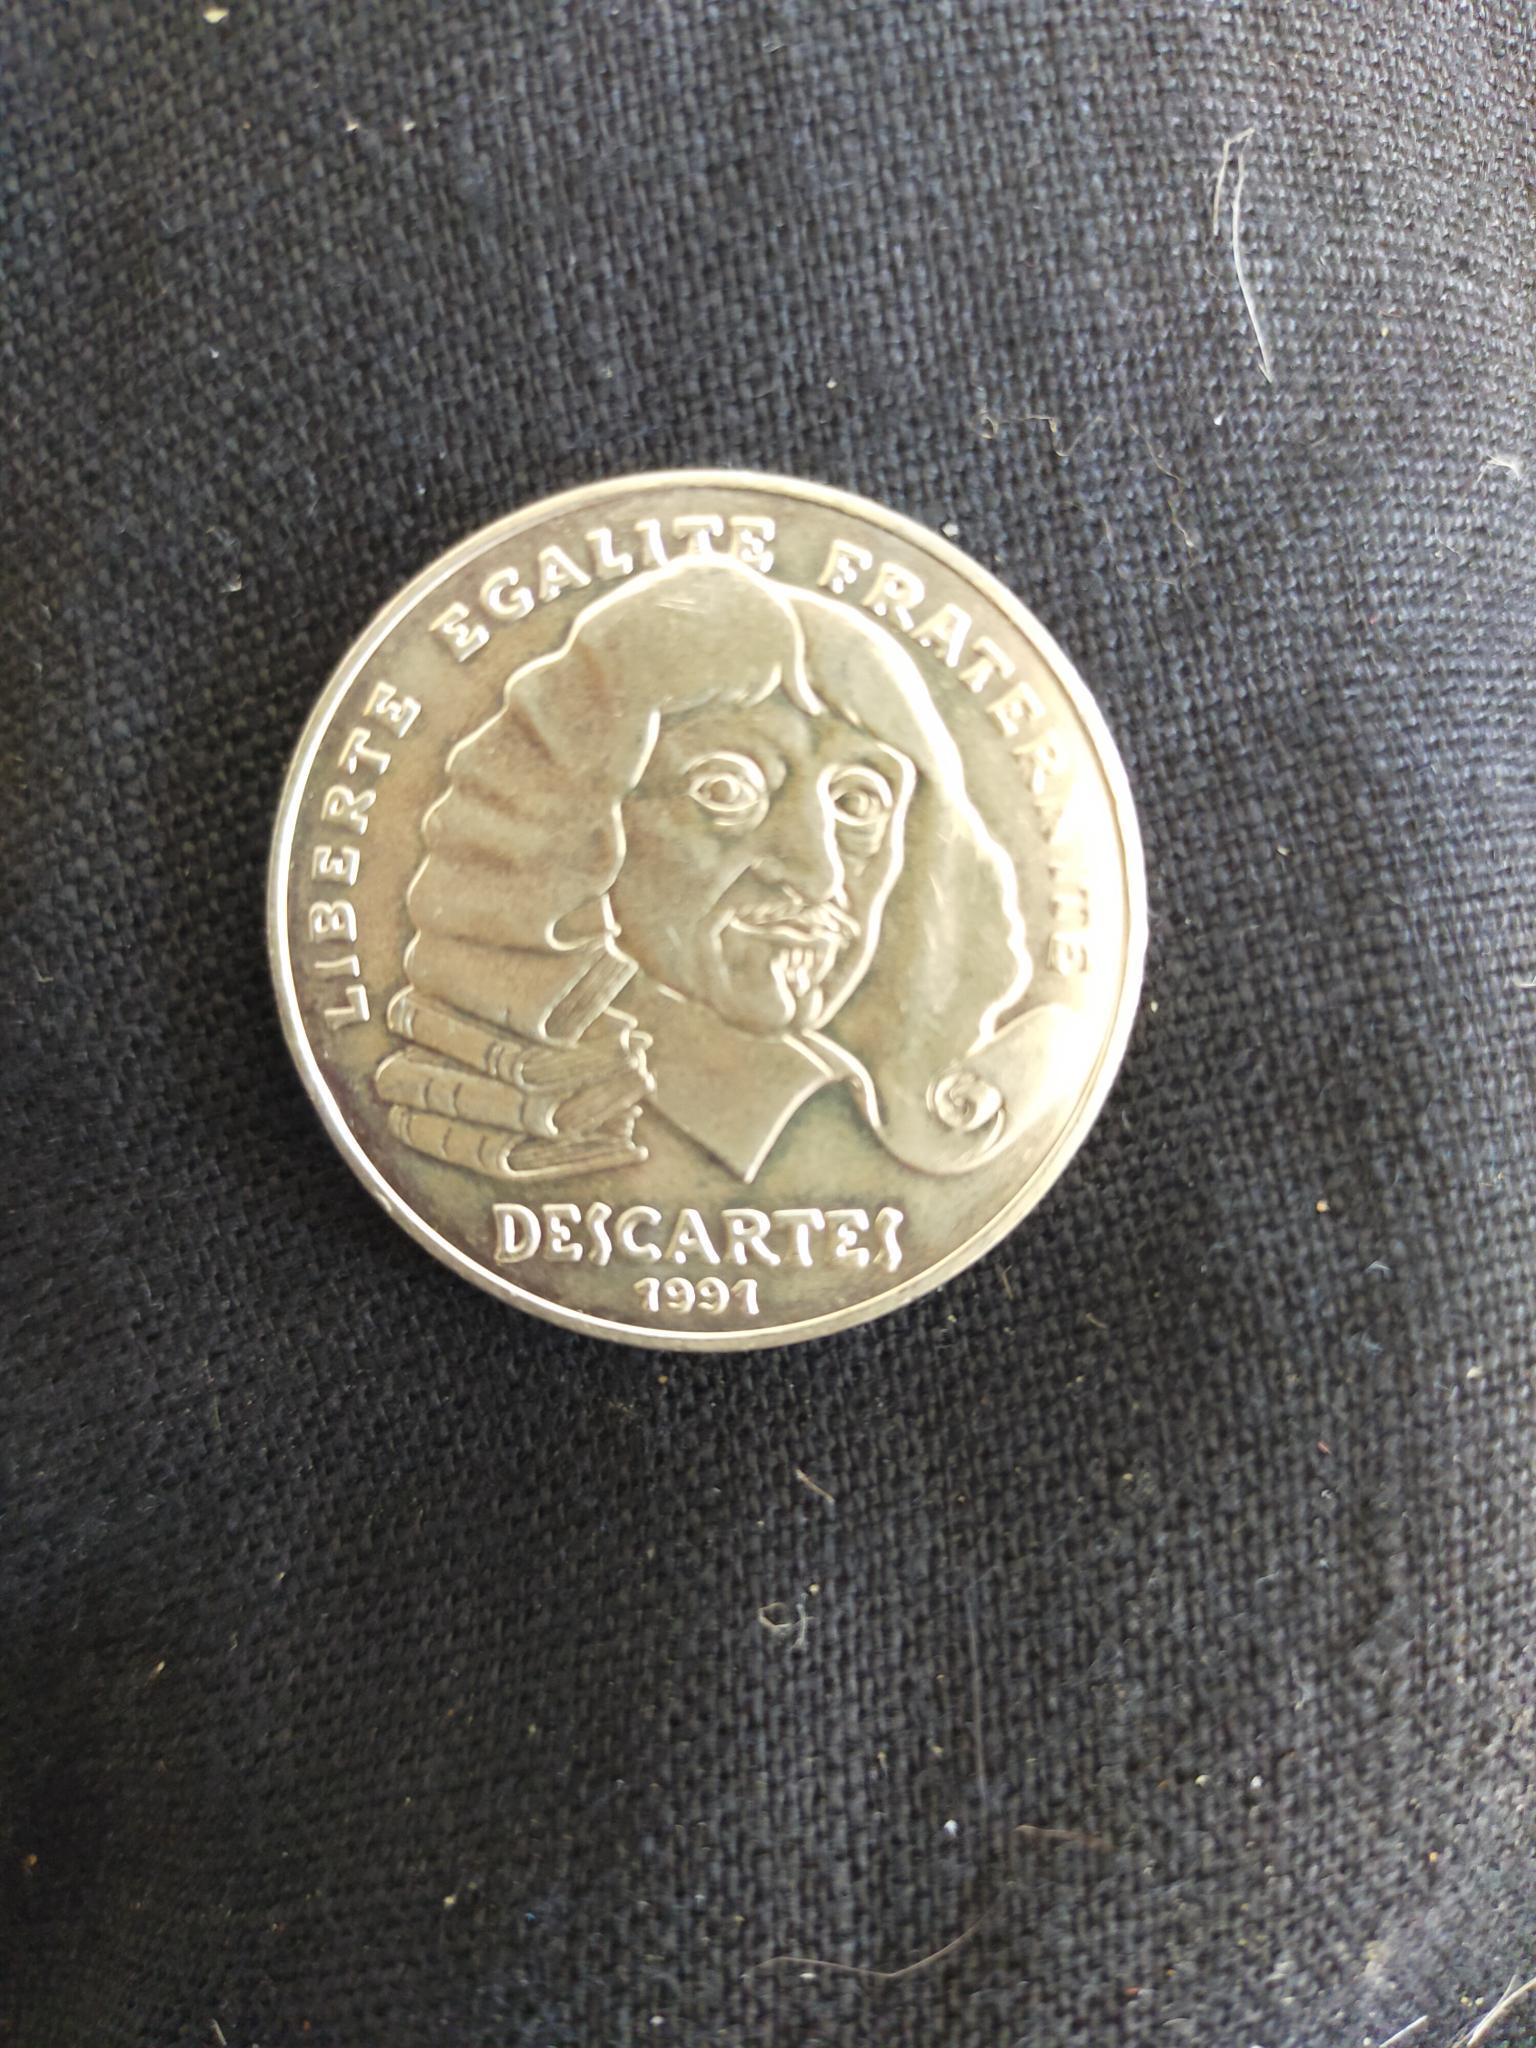 LIBERTE EGALITE FRATERNITE
DESCARTES
1991